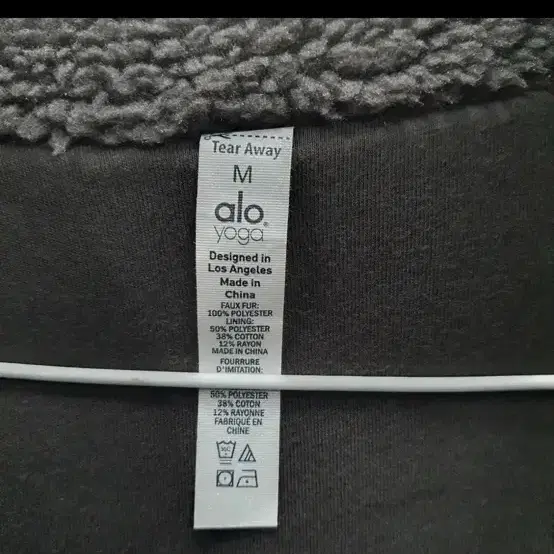 Tear Away
M
alo
yoga
Designed in
Los Angeles
Made in
China
FAUX FUR:
100% POLYESTER
LINING:
50% POLYESTER
38% COTTON
12% RAYON
MADE IN CHINA
FOURRURE
D'IMITATION:
50% POLYESTER
38% COTON
12% RAYONNE
FABRIQUÉ EN
CHINE